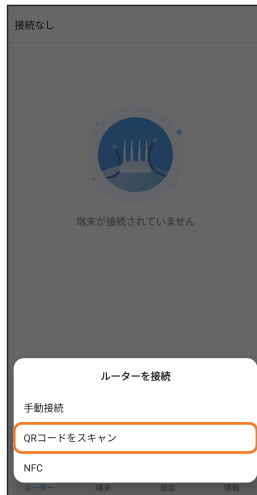 接続なし
端末が接続されていません
ルーターを接続
手動接続
QRコードをスキャン
NFC
ルーター 端末 設定 情報